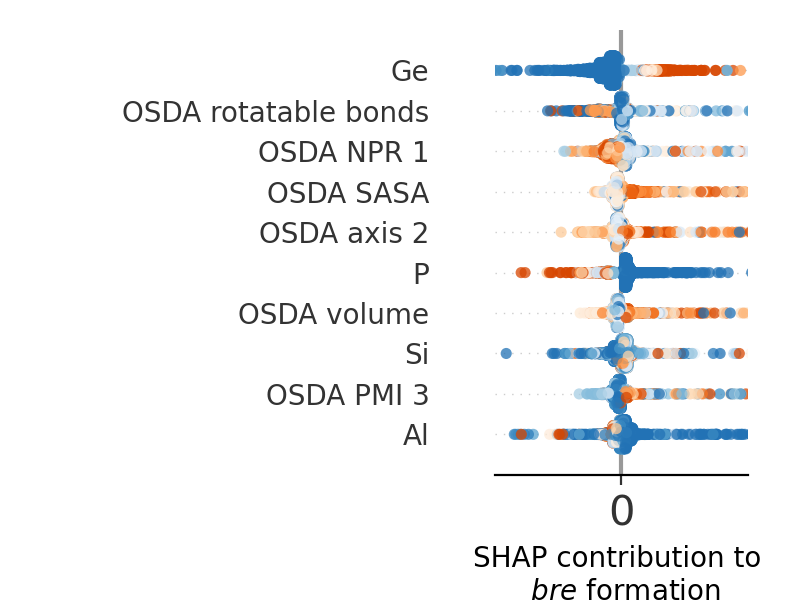 Ge
OSDA rotatable bonds
OSDA NPR 1
OSDA SASA
OSDA axis 2
P
OSDA volume
Si
OSDA PMI 3
Al
0
SHAP contribution to
bre formation